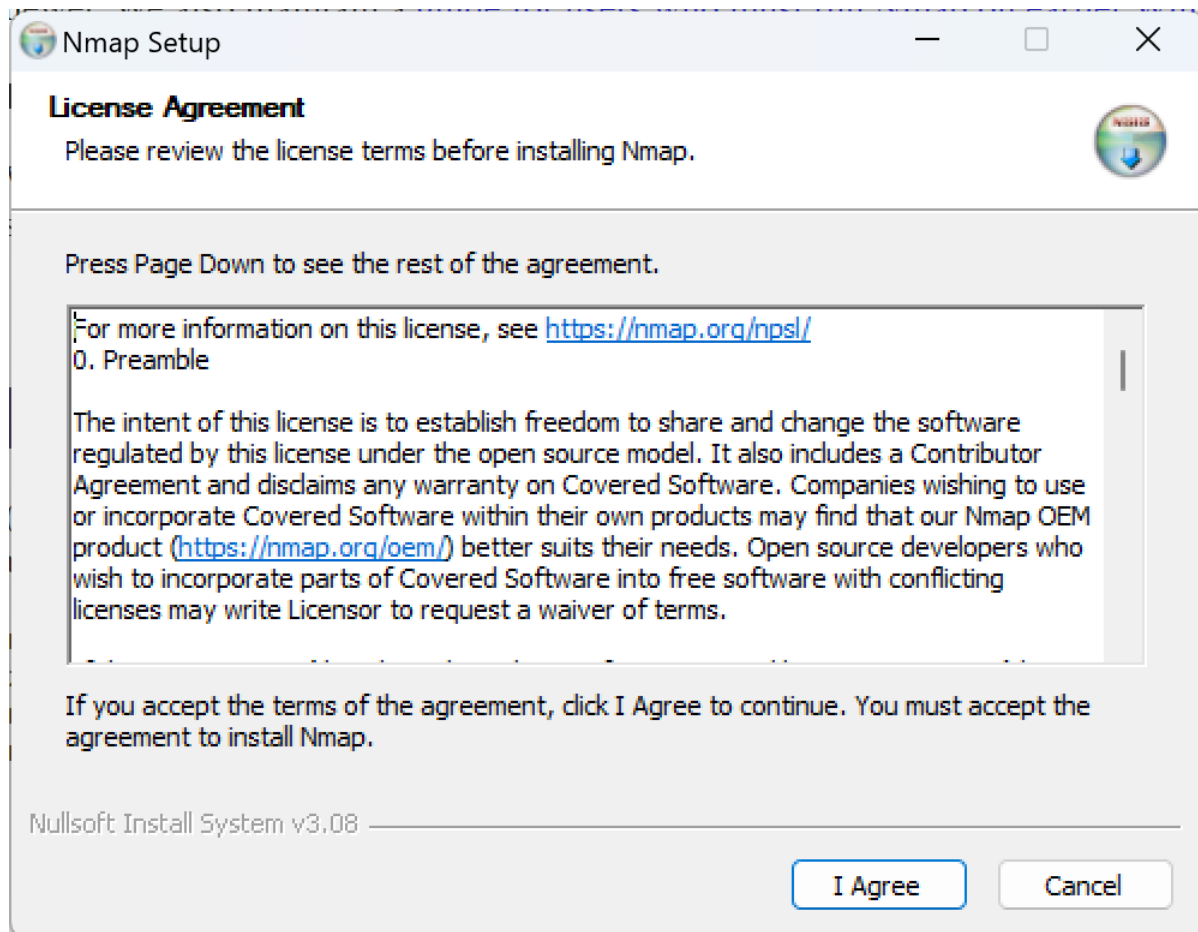 Nmap Setup
License Agreement
Please review the license terms before installing Nmap.
Press Page Down to see the rest of the agreement.
For more information on this license, see https://nmap.org/npsl/
0. Preamble
The intent of this license is to establish freedom to share and change the software
regulated by this license under the open source model. It also includes a Contributor
Agreement and disclaims any warranty on Covered Software. Companies wishing to use
or incorporate Covered Software within their own products may find that our Nmap OEM
product (https://nmap.org/oem/) better suits their needs. Open source developers who
wish to incorporate parts of Covered Software into free software with conflicting
licenses may write Licensor to request a waiver of terms.
If you accept the terms of the agreement, click I Agree to continue. You must accept the
agreement to install Nmap.
Nullsoft Install System v3.08
I Agree
Cancel